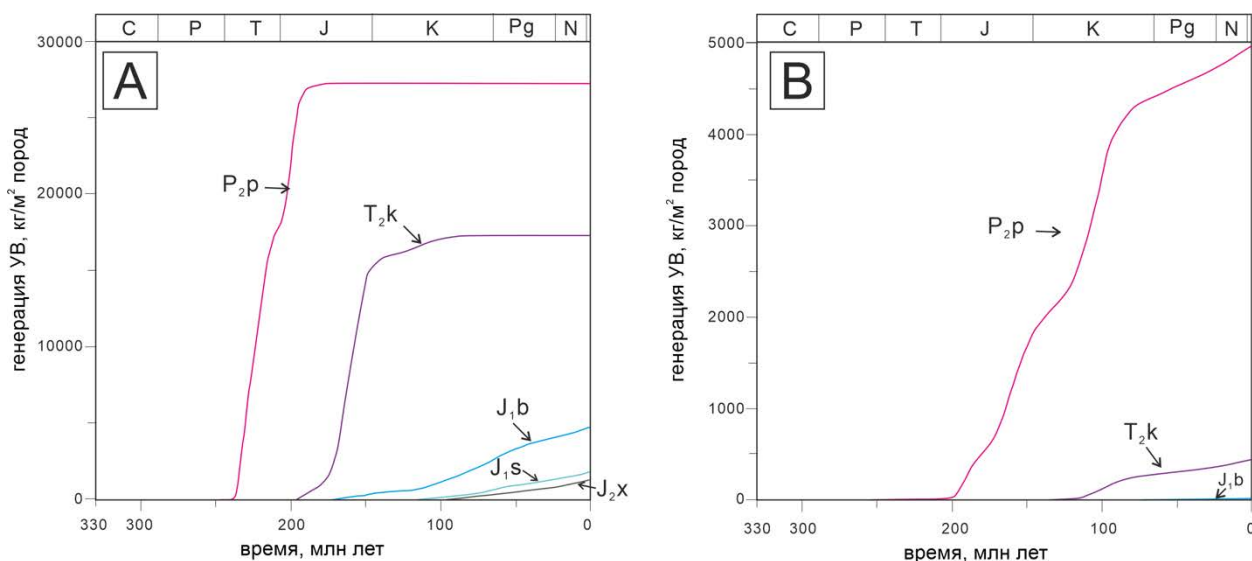 C P T J K Pg N
30000
A
P₂p
20000
T₂k
10000
J₁b
J₁s
J₂x
0
330 300 200 100 0
время, млн лет
генерация УВ, кг/м² пород
C P T J K Pg N
5000
B
4000
P₂p
3000
2000
1000
T₂k
J₁b
0
330 300 200 100 0
время, млн лет
генерация УВ, кг/м² пород